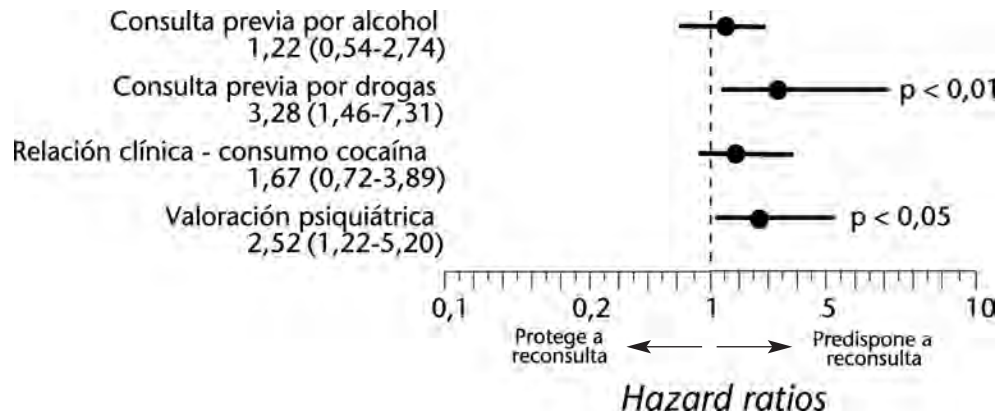 Consulta previa por alcohol
1,22 (0,54-2,74)
Consulta previa por drogas
3,28 (1,46-7,31)
p < 0,01
Relación clínica - consumo cocaína
1,67 (0,72-3,89)
Valoración psiquiátrica
2,52 (1,22-5,20)
p < 0,05
0,1 0,2 1 5 10
Protege a
reconsulta
Predispone a
reconsulta
Hazard ratios